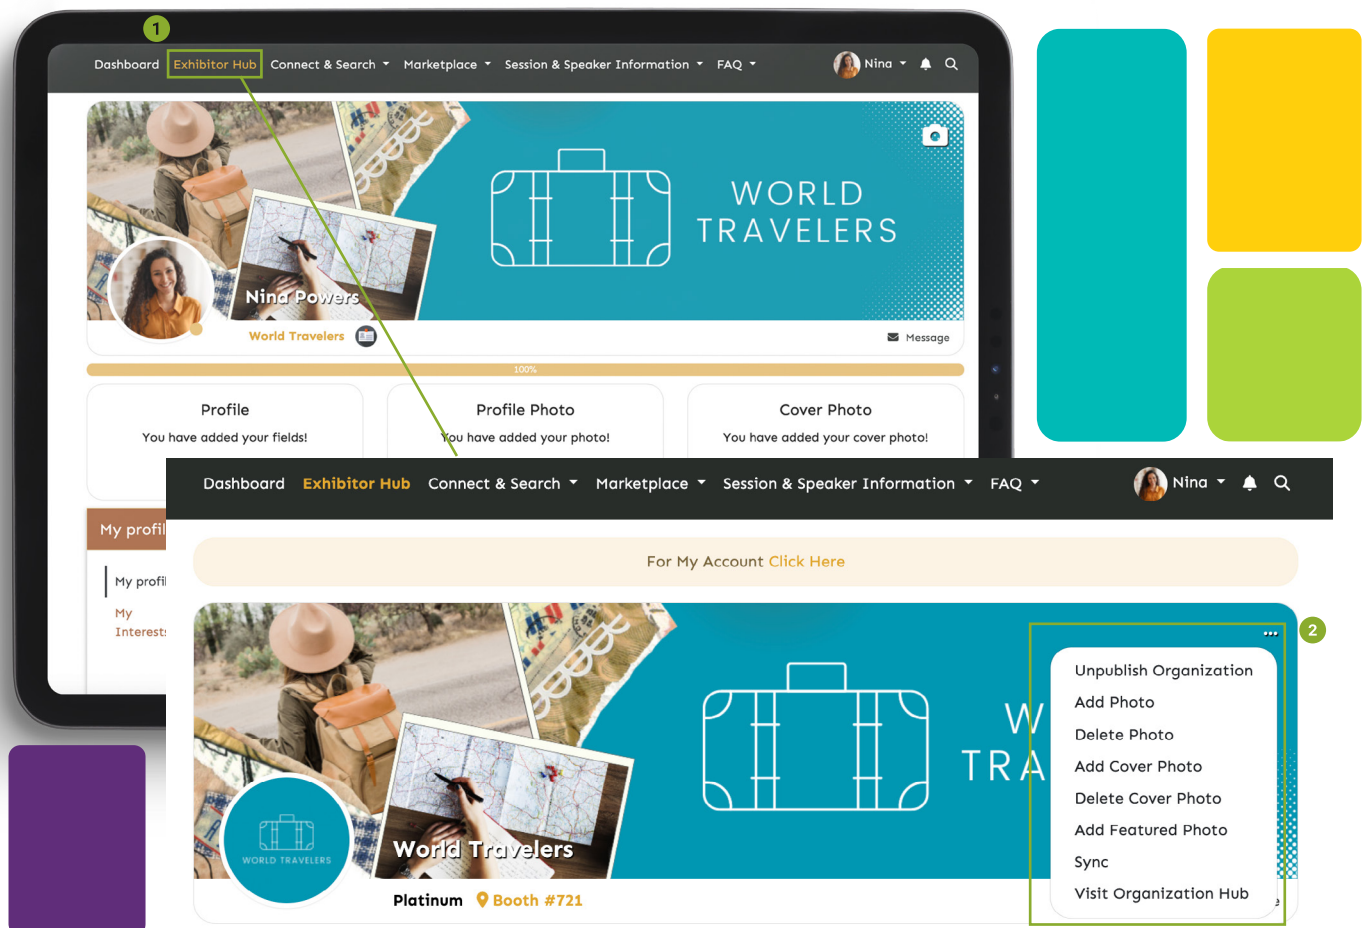 1
Dashboard Exhibitor Hub Connect & Search Marketplace Session & Speaker Information FAQ Nina
WORLD
TRAVELERS
Nina Powers
World Travelers
Message
100%
Profile
You have added your fields!
Profile Photo
You have added your photo!
Cover Photo
You have added your cover photo!
My profil
My profil
My
Interests
Dashboard Exhibitor Hub Connect & Search Marketplace Session & Speaker Information FAQ Nina
For My Account Click Here
2
W
TRA
Unpublish Organization
Add Photo
Delete Photo
Add Cover Photo
Delete Cover Photo
Add Featured Photo
Sync
Visit Organization Hub
WORLD TRAVELERS
World Travelers
Platinum Booth #721
e